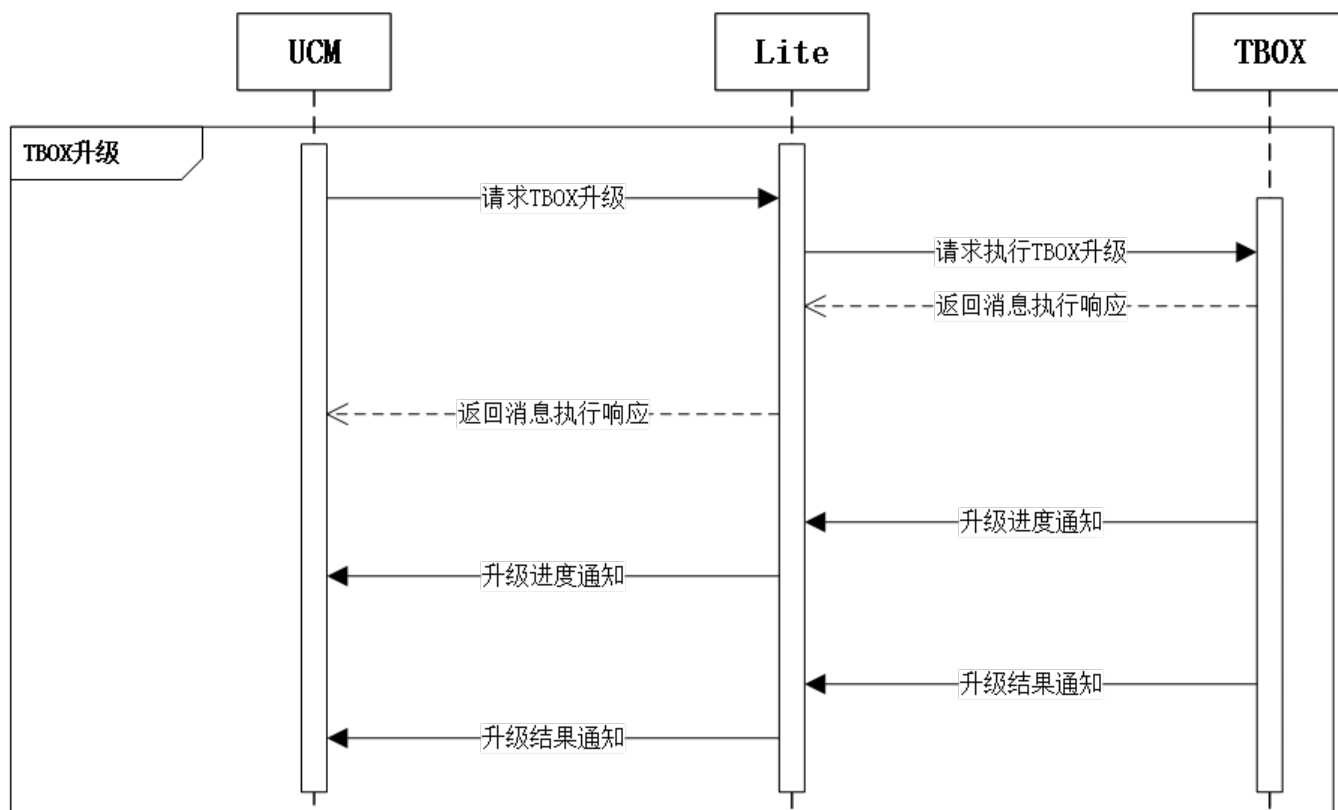 UCM
Lite
TBOX
TBOX升级
请求TBOX升级
请求执行TBOX升级
返回消息执行响应
返回消息执行响应
升级进度通知
升级进度通知
升级结果通知
升级结果通知